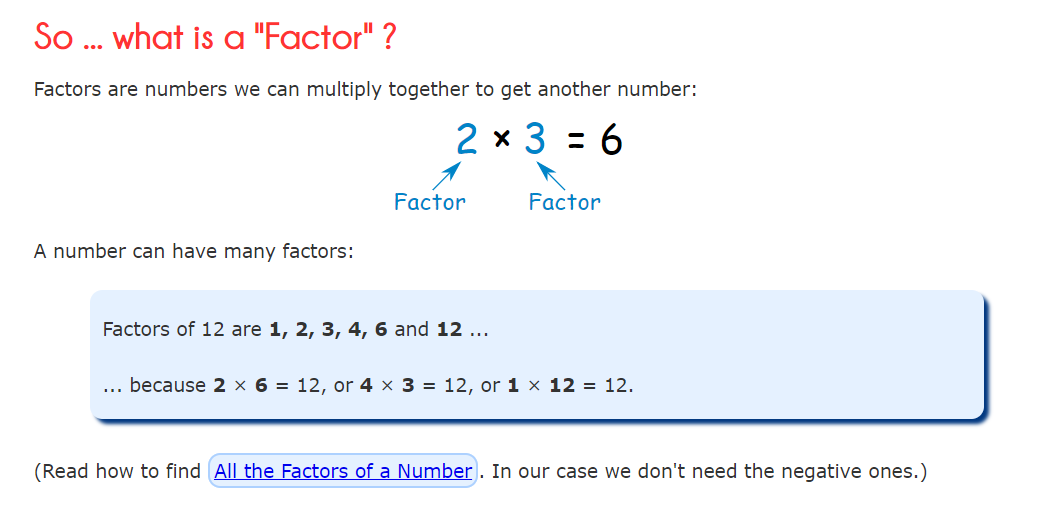 So ... what is a "Factor" ?
Factors are numbers we can multiply together to get another number:
2 × 3 = 6
Factor Factor
A number can have many factors:
Factors of 12 are 1, 2, 3, 4, 6 and 12 ...
... because 2 × 6 = 12, or 4 × 3 = 12, or 1 × 12 = 12.
(Read how to find All the Factors of a Number . In our case we don't need the negative ones.)